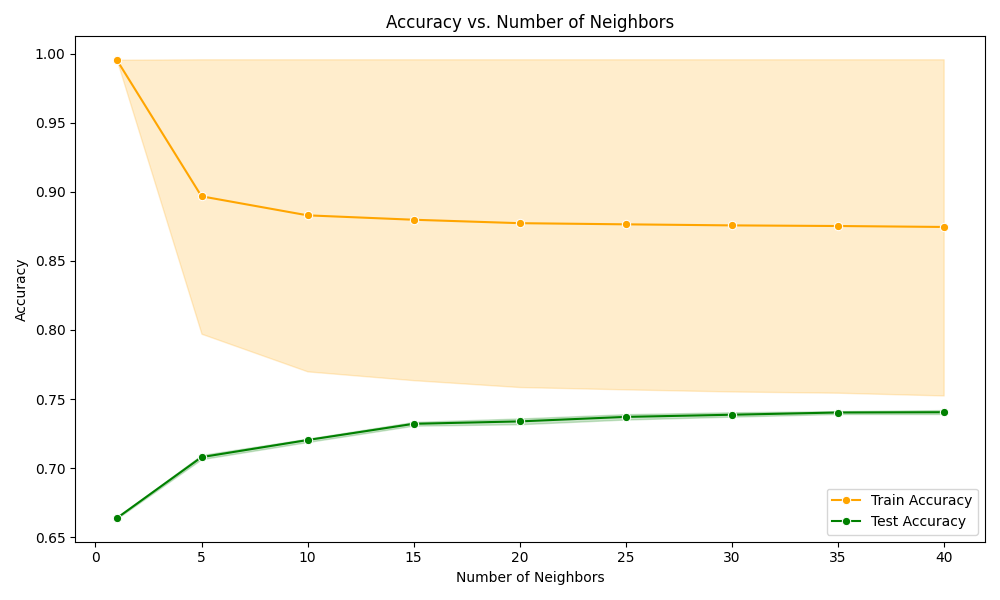 Accuracy vs. Number of Neighbors
1.00
0.95
0.90
0.85
0.80
0.75
0.70
0.65
Accuracy
0 5 10 15 20 25 30 35 40
Number of Neighbors
Train Accuracy
Test Accuracy